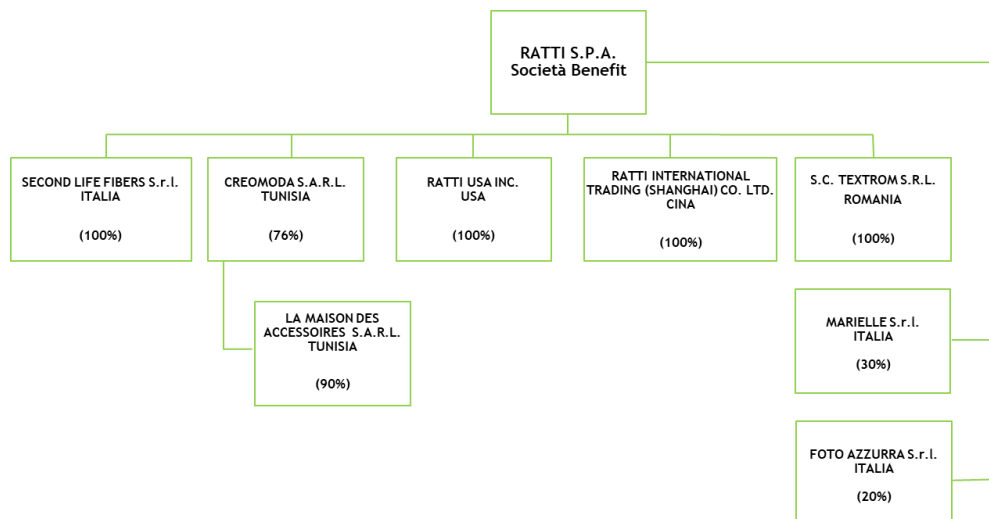 RATTI S.P.A.
Società Benefit
SECOND LIFE FIBERS S.r.l.
ITALIA
(100%)
CREOMODA S.A.R.L.
TUNISIA
(76%)
RATTI USA INC.
USA
(100%)
RATTI INTERNATIONAL
TRADING (SHANGHAI) CO. LTD.
CINA
(100%)
S.C. TEXTROM S.R.L.
ROMANIA
(100%)
LA MAISON DES
ACCESSOIRES S.A.R.L.
TUNISIA
(90%)
MARIELLE S.r.l.
ITALIA
(30%)
FOTO AZZURRA S.r.l.
ITALIA
(20%)